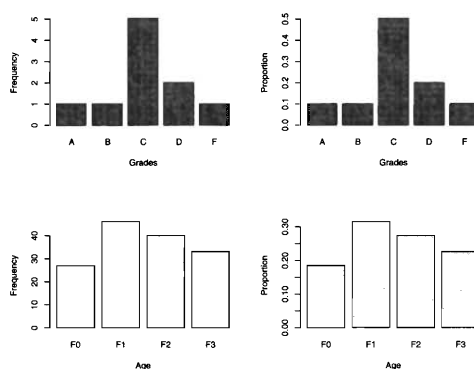 Frequency
5
4
3
2
1
0
A B C D F
Grades
Proportion
0.5
0.4
0.3
0.2
0.1
0.0
A B C D F
Grades
Frequency
40
30
20
10
0
F0 F1 F2 F3
Age
Proportion
0.30
0.20
0.10
0.00
F0 F1 F2 F3
Age